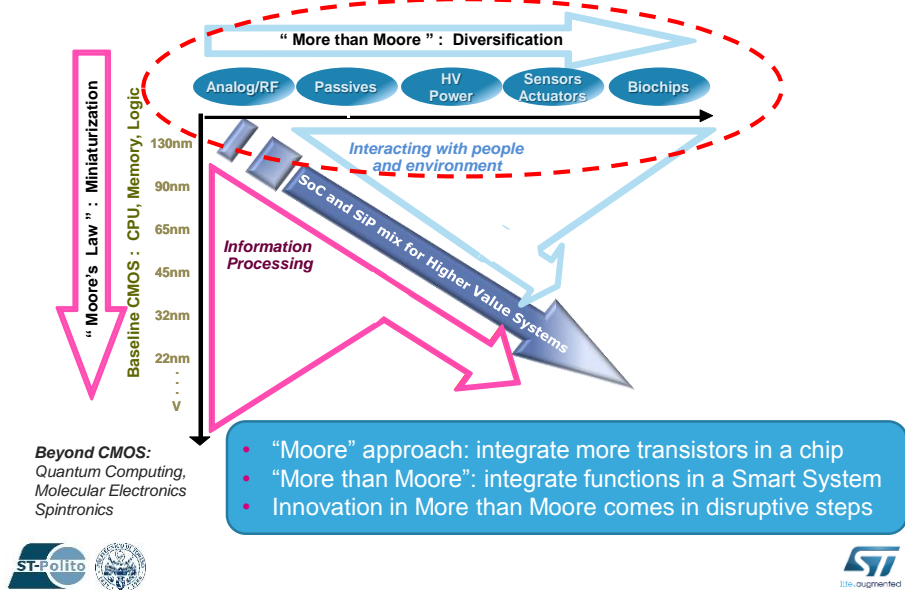 “ More than Moore ” : Diversification
Analog/RF
Passives
HV
Power
Sensors
Actuators
Biochips
“ Moore’s Law ” : Miniaturization
Baseline CMOS : CPU, Memory, Logic
130nm
90nm
65nm
45nm
32nm
22nm
.
.
.
V
Interacting with people
and environment
SoC and SiP mix for Higher Value Systems
Information
Processing
Beyond CMOS:
Quantum Computing,
Molecular Electronics
Spintronics
• “Moore” approach: integrate more transistors in a chip
• “More than Moore”: integrate functions in a Smart System
• Innovation in More than Moore comes in disruptive steps
ST-Polito
ST
life.augmented